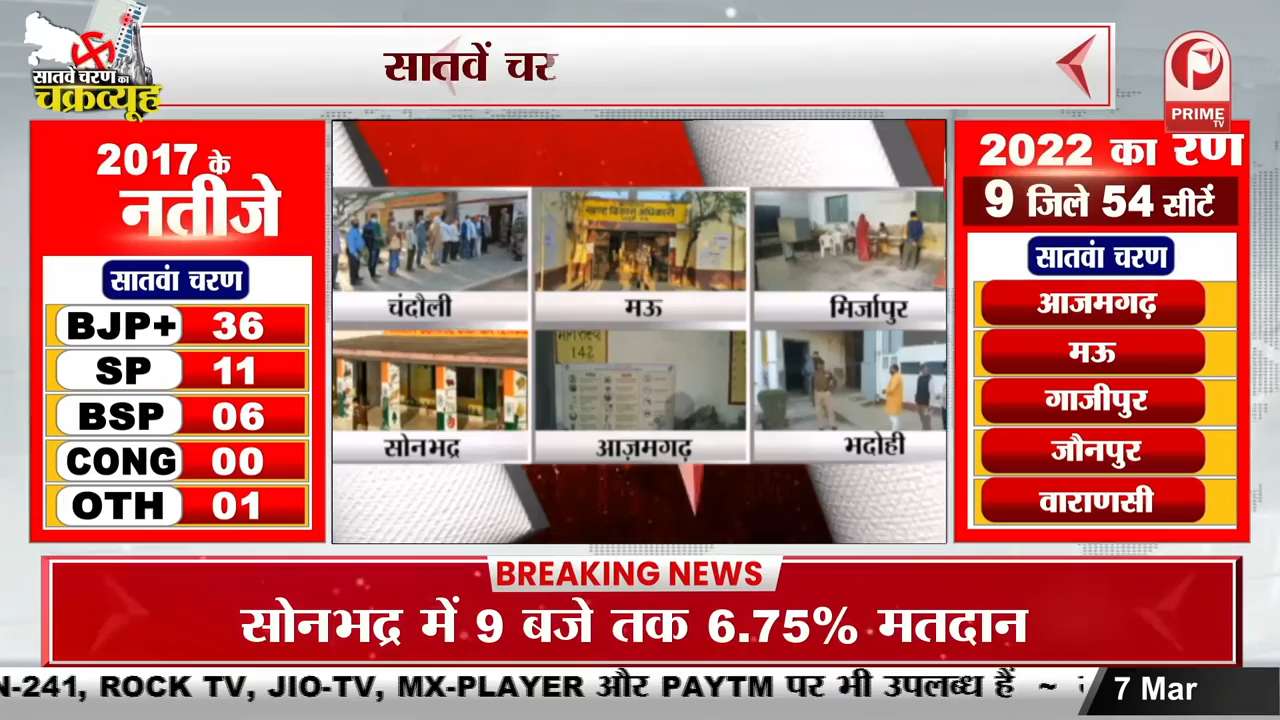 सातवें चरण का
चक्रव्यूह
सातवें चर
PRIME
TV
2017 के
नतीजे
सातवां चरण
BJP+ 36
SP 11
BSP 06
CONG 00
OTH 01
खण्ड विकास अधिकारी
चंदौली
मऊ
मिर्जापुर
142
सोनभद्र
आज़मगढ़
भदोही
2022 का रण
9 जिले 54 सीटें
सातवां चरण
आजमगढ़
मऊ
गाजीपुर
जौनपुर
वाराणसी
BREAKING NEWS
सोनभद्र में 9 बजे तक 6.75% मतदान
N-241, ROCK TV, JIO-TV, MX-PLAYER और PAYTM पर भी उपलब्ध हैं ~
7 Mar